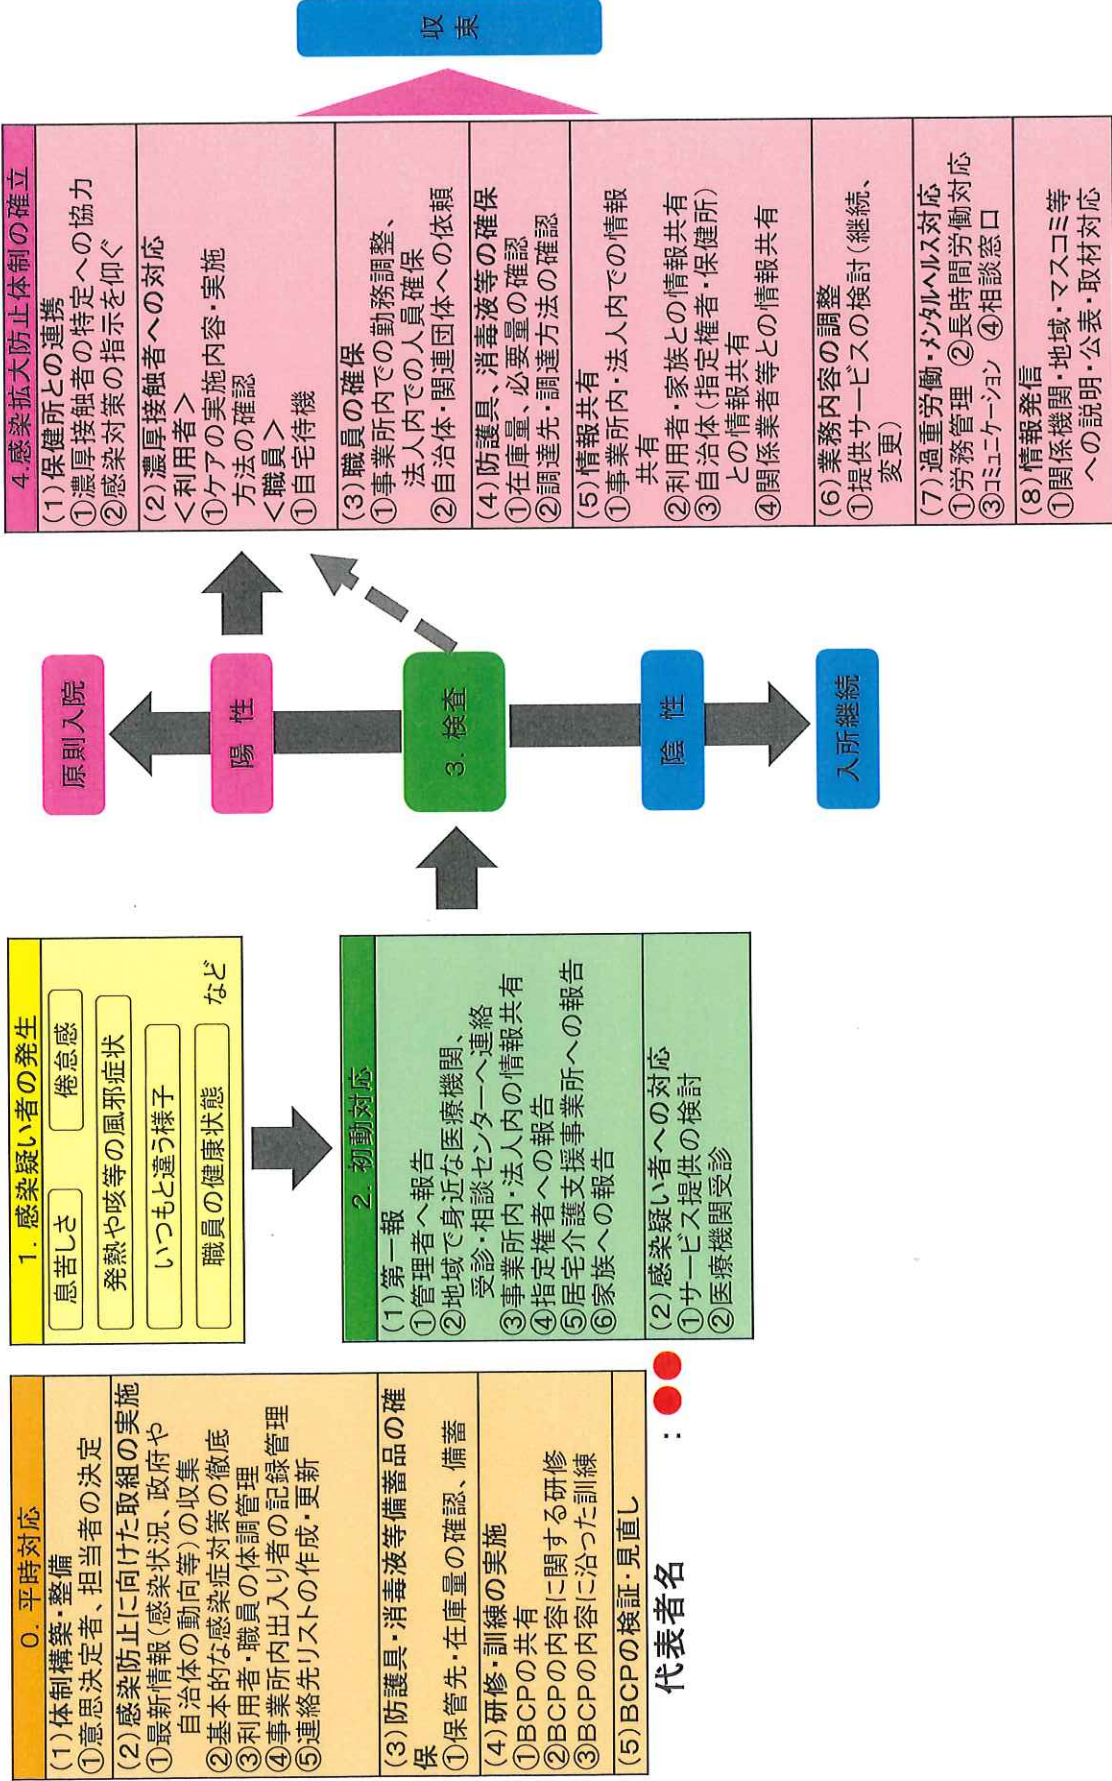 0. 平時対応
(1)体制構築・整備
①意思決定者、担当者の決定
(2)感染防止に向けた取組の実施
①最新情報(感染状況、政府や
自治体の動向等)の収集
②基本的な感染症対策の徹底
③利用者・職員の体調管理
④事業所内出入り者の記録管理
⑤連絡先リストの作成・更新
(3)防護具・消毒液等備蓄品の確
保
①保管先・在庫量の確認、備蓄
(4)研修・訓練の実施
①BCPの共有
②BCPの内容に関する研修
③BCPの内容に沿った訓練
(5)BCPの検証・見直し
代表者名 : ●●
1. 感染疑い者の発生
息苦しさ
倦怠感
発熱や咳等の風邪症状
いつもと違う様子
職員の健康状態
など
2. 初動対応
(1)第一報
①管理者へ報告
②地域で身近な医療機関、
受診・相談センターへ連絡
③事業所内・法人内の情報共有
④指定権者への報告
⑤居宅介護支援事業所への報告
⑥家族への報告
(2)感染疑い者への対応
①サービス提供の検討
②医療機関受診
原則入院
陽 性
3. 検査
陰 性
入所継続
4.感染拡大防止体制の確立
(1)保健所との連携
①濃厚接触者の特定への協力
②感染対策の指示を仰ぐ
(2)濃厚接触者への対応
＜利用者＞
①ケアの実施内容・実施
方法の確認
＜職員＞
①自宅待機
(3)職員の確保
①事業所内での勤務調整、
法人内での人員確保
②自治体・関連団体への依頼
(4)防護具、消毒液等の確保
①在庫量、必要量の確認
②調達先・調達方法の確認
(5)情報共有
①事業所内・法人内での情報
共有
②利用者・家族との情報共有
③自治体(指定権者・保健所)
との情報共有
④関係業者等との情報共有
(6)業務内容の調整
①提供サービスの検討(継続、
変更)
(7)過重労働・メンタルヘルス対応
①労務管理 ②長時間労働対応
③コミュニケーション ④相談窓口
(8)情報発信
①関係機関・地域・マスコミ等
への説明・公表・取材対応
収
束